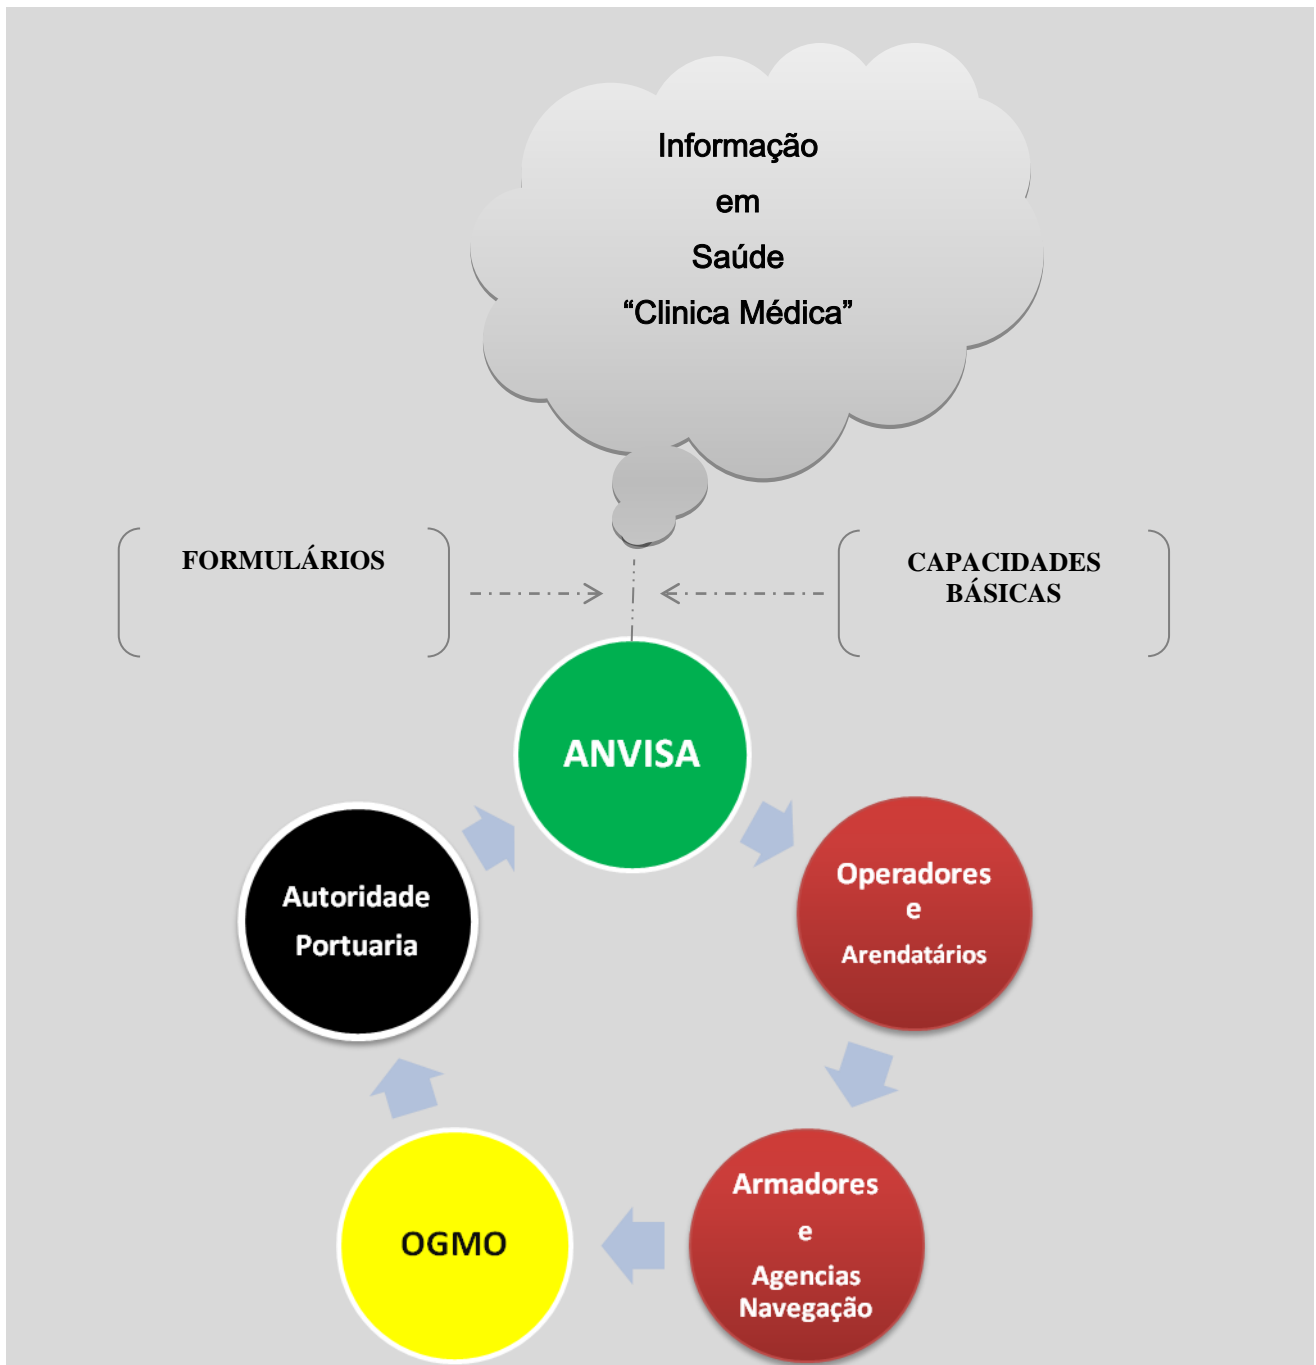 Informação
em
Saúde
“Clinica Médica”
FORMULÁRIOS
CAPACIDADES
BÁSICAS
ANVISA
Autoridade
Portuaria
Operadores
e
Arendatários
OGMO
Armadores
e
Agencias
Navegação